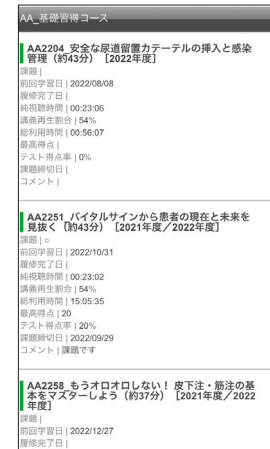 AA_基礎習得コース
AA2204_安全な尿道留置カテーテルの挿入と感染
管理（約43分）［2022年度］
課題 |
前回学習日 | 2022/08/08
履修完了日 |
純視聴時間 | 00:23:06
講義再生割合 | 54%
総利用時間 | 00:56:07
最高得点 |
テスト得点率 | 0%
課題締切日 |
コメント |
AA2251_バイタルサインから患者の現在と未来を
見抜く（約43分）［2021年度／2022年度］
課題 | ○
前回学習日 | 2022/10/31
履修完了日 |
純視聴時間 | 00:23:02
講義再生割合 | 54%
総利用時間 | 15:05:35
最高得点 | 20
テスト得点率 | 20%
課題締切日 | 2022/09/29
コメント | 課題です
AA2258_もうオロオロしない！ 皮下注・筋注の基
本をマスターしよう（約37分）［2021年度／2022
年度］
課題 |
前回学習日 | 2022/12/27
履修完了日 |